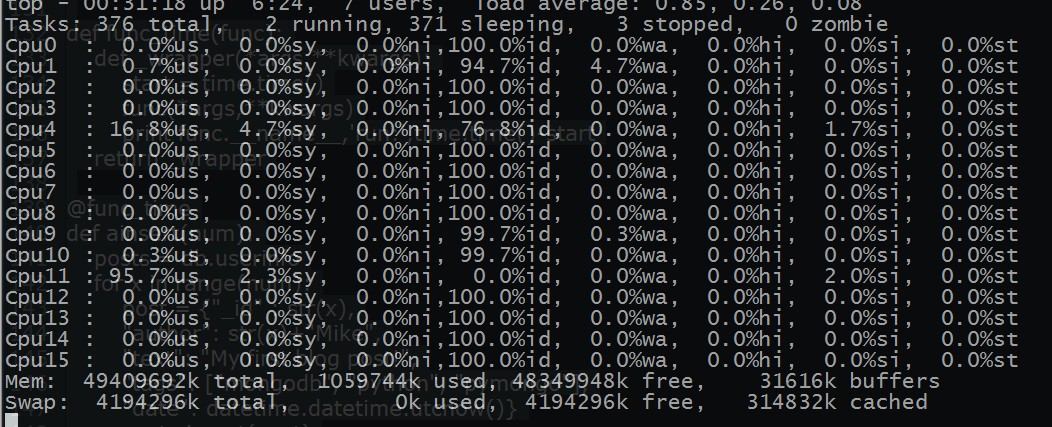 top - 00:31:18 up  6:24,  7 users,  load average: 0.85, 0.26, 0.08
Tasks: 376 total,   2 running, 371 sleeping,   3 stopped,   0 zombie
Cpu0  :  0.0%us,  0.0%sy,  0.0%ni,100.0%id,  0.0%wa,  0.0%hi,  0.0%si,  0.0%st
Cpu1  :  0.7%us,  0.0%sy,  0.0%ni, 94.7%id,  4.7%wa,  0.0%hi,  0.0%si,  0.0%st
Cpu2  :  0.0%us,  0.0%sy,  0.0%ni,100.0%id,  0.0%wa,  0.0%hi,  0.0%si,  0.0%st
Cpu3  :  0.0%us,  0.0%sy,  0.0%ni,100.0%id,  0.0%wa,  0.0%hi,  0.0%si,  0.0%st
Cpu4  : 16.8%us,  4.7%sy,  0.0%ni, 76.8%id,  0.0%wa,  0.0%hi,  1.7%si,  0.0%st
Cpu5  :  0.0%us,  0.0%sy,  0.0%ni,100.0%id,  0.0%wa,  0.0%hi,  0.0%si,  0.0%st
Cpu6  :  0.0%us,  0.0%sy,  0.0%ni,100.0%id,  0.0%wa,  0.0%hi,  0.0%si,  0.0%st
Cpu7  :  0.0%us,  0.0%sy,  0.0%ni,100.0%id,  0.0%wa,  0.0%hi,  0.0%si,  0.0%st
Cpu8  :  0.0%us,  0.0%sy,  0.0%ni,100.0%id,  0.0%wa,  0.0%hi,  0.0%si,  0.0%st
Cpu9  :  0.0%us,  0.0%sy,  0.0%ni, 99.7%id,  0.3%wa,  0.0%hi,  0.0%si,  0.0%st
Cpu10 :  0.3%us,  0.0%sy,  0.0%ni, 99.7%id,  0.0%wa,  0.0%hi,  0.0%si,  0.0%st
Cpu11 : 95.7%us,  2.3%sy,  0.0%ni,  0.0%id,  0.0%wa,  0.0%hi,  2.0%si,  0.0%st
Cpu12 :  0.0%us,  0.0%sy,  0.0%ni,100.0%id,  0.0%wa,  0.0%hi,  0.0%si,  0.0%st
Cpu13 :  0.0%us,  0.0%sy,  0.0%ni,100.0%id,  0.0%wa,  0.0%hi,  0.0%si,  0.0%st
Cpu14 :  0.0%us,  0.0%sy,  0.0%ni,100.0%id,  0.0%wa,  0.0%hi,  0.0%si,  0.0%st
Cpu15 :  0.0%us,  0.0%sy,  0.0%ni,100.0%id,  0.0%wa,  0.0%hi,  0.0%si,  0.0%st
Mem:  49409692k total,  1059744k used, 48349948k free,    31616k buffers
Swap:  4194296k total,        0k used,  4194296k free,   314832k cached